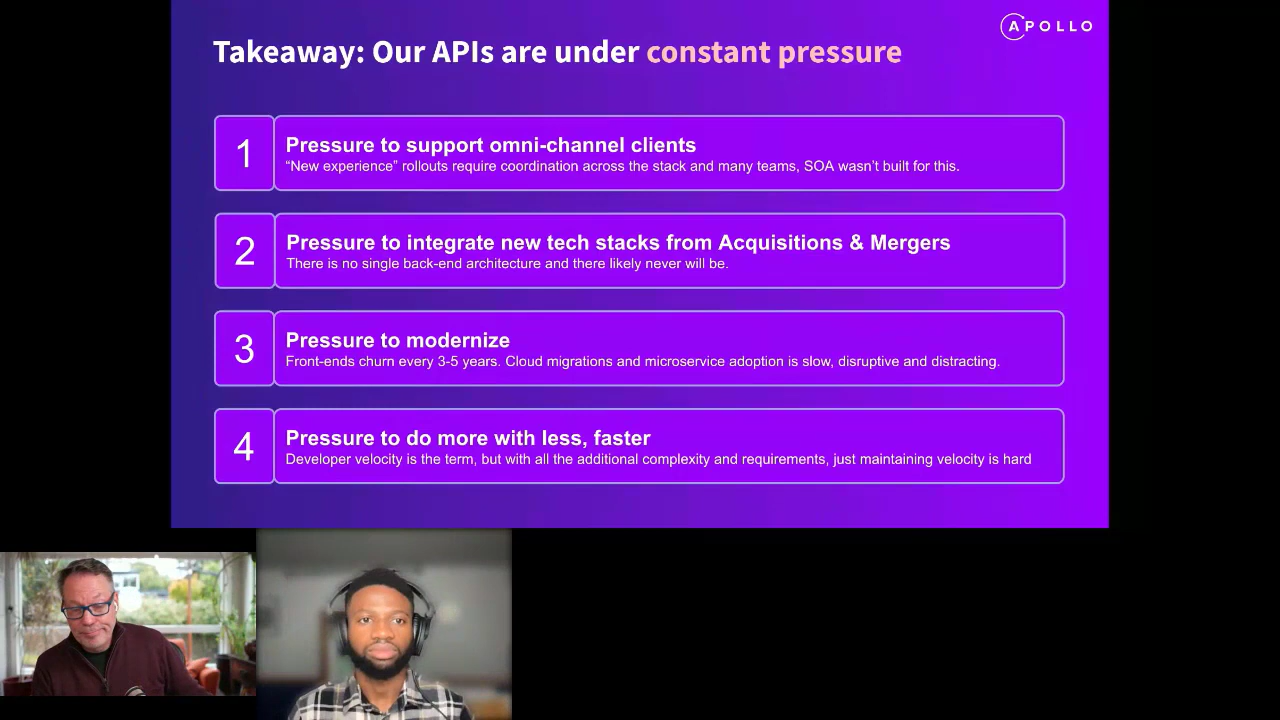 APOLLO
Takeaway: Our APIs are under constant pressure
1
Pressure to support omni-channel clients
“New experience” rollouts require coordination across the stack and many teams, SOA wasn’t built for this.
2
Pressure to integrate new tech stacks from Acquisitions & Mergers
There is no single back-end architecture and there likely never will be.
3
Pressure to modernize
Front-ends churn every 3-5 years. Cloud migrations and microservice adoption is slow, disruptive and distracting.
4
Pressure to do more with less, faster
Developer velocity is the term, but with all the additional complexity and requirements, just maintaining velocity is hard